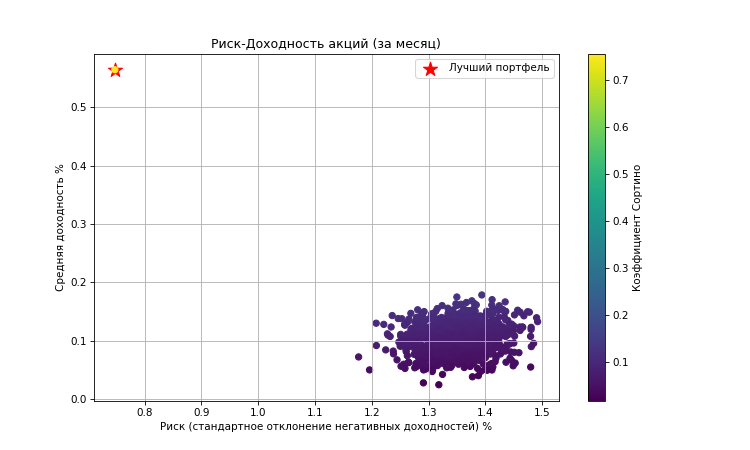 Риск-Доходность акций (за месяц)
Лучший портфель
Средняя доходность %
0.5
0.4
0.3
0.2
0.1
0.0
0.8 0.9 1.0 1.1 1.2 1.3 1.4 1.5
Риск (стандартное отклонение негативных доходностей) %
0.7
0.6
0.5
0.4
0.3
0.2
0.1
Коэффициент Сортино